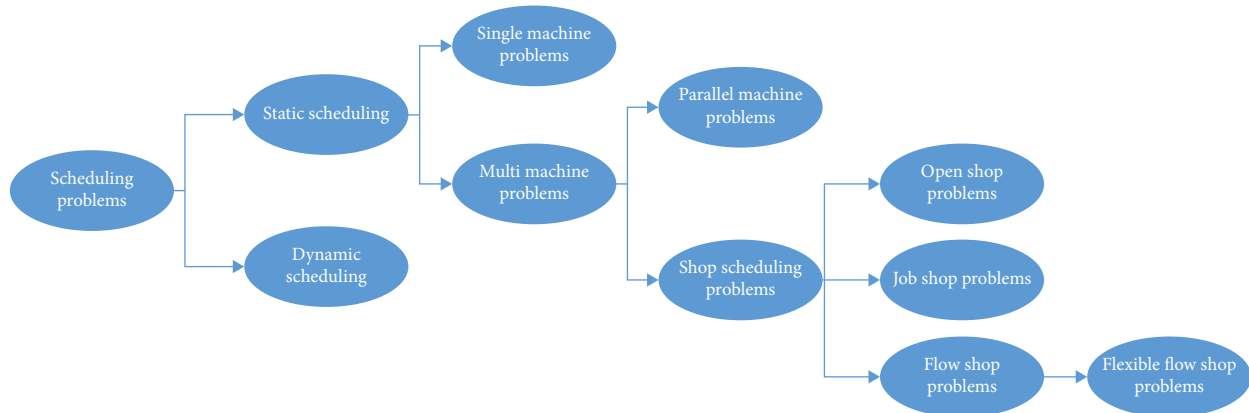 Single machine
problems
Static scheduling
Parallel machine
problems
Scheduling
problems
Multi machine
problems
Open shop
problems
Dynamic
scheduling
Shop scheduling
problems
Job shop problems
Flow shop
problems
Flexible flow shop
problems